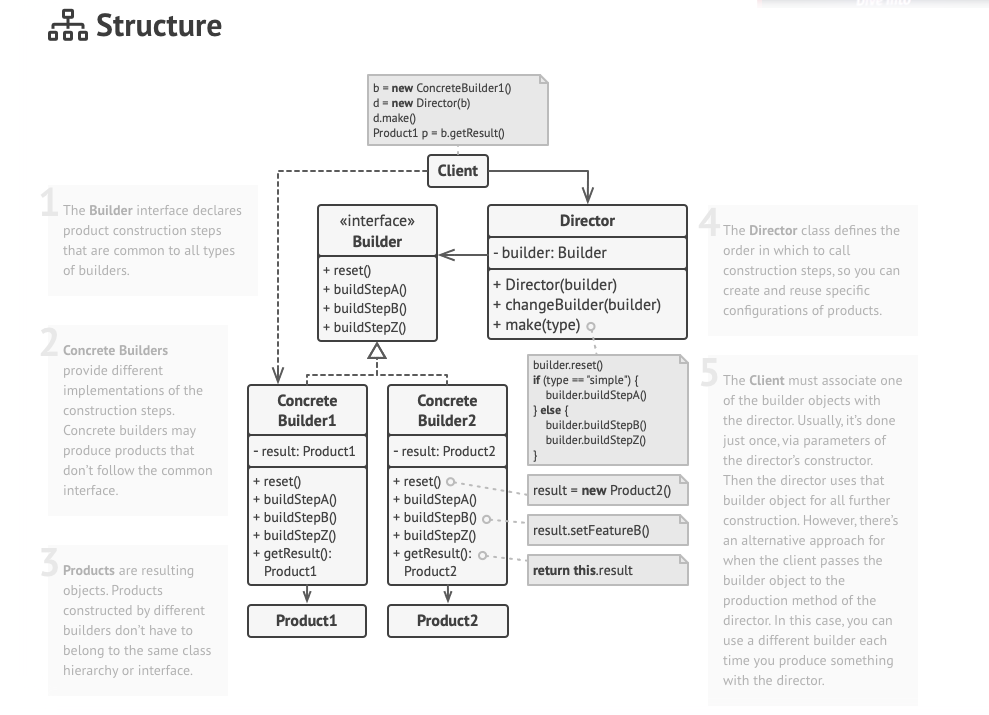 Structure
b = new ConcreteBuilder1()
d = new Director(b)
d.make()
Product1 p = b.getResult()
Client
1
The Builder interface declares
product construction steps
that are common to all types
of builders.
«interface»
Builder
+ reset()
+ buildStepA()
+ buildStepB()
+ buildStepZ()
Director
- builder: Builder
+ Director(builder)
+ changeBuilder(builder)
+ make(type)
4
The Director class defines the
order in which to call
construction steps, so you can
create and reuse specific
configurations of products.
2
Concrete Builders
provide different
implementations of the
construction steps.
Concrete builders may
produce products that
don't follow the common
interface.
Concrete
Builder1
- result: Product1
+ reset()
+ buildStepA()
+ buildStepB()
+ buildStepZ()
+ getResult():
Product1
Concrete
Builder2
- result: Product2
+ reset()
+ buildStepA()
+ buildStepB()
+ buildStepZ()
+ getResult():
Product2
builder.reset()
if (type == "simple") {
builder.buildStepA()
} else {
builder.buildStepB()
builder.buildStepZ()
}
result = new Product2()
result.setFeatureB()
return this.result
5
The Client must associate one
of the builder objects with
the director. Usually, it's done
just once, via parameters of
the director's constructor.
Then the director uses that
builder object for all further
construction. However, there's
an alternative approach for
when the client passes the
builder object to the
production method of the
director. In this case, you can
use a different builder each
time you produce something
with the director.
3
Products are resulting
objects. Products
constructed by different
builders don't have to
belong to the same class
hierarchy or interface.
Product1
Product2